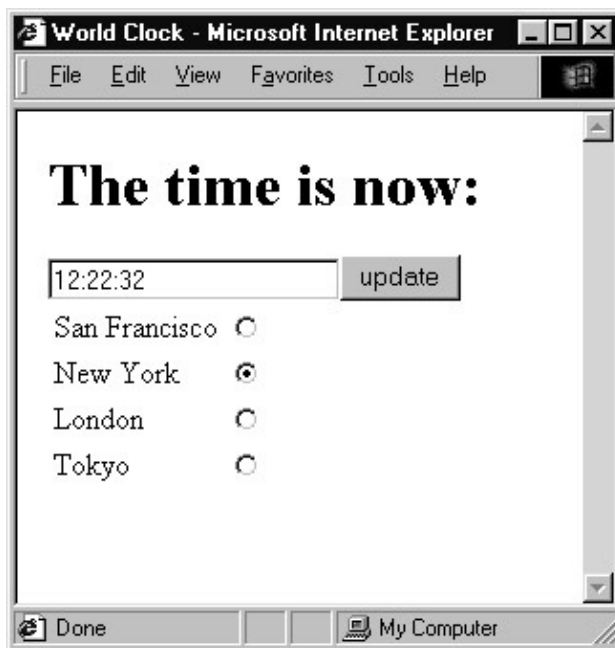 World Clock - Microsoft Internet Explorer
File Edit View Favorites Tools Help
The time is now:
12:22:32 update
San Francisco
New York
London
Tokyo
Done My Computer